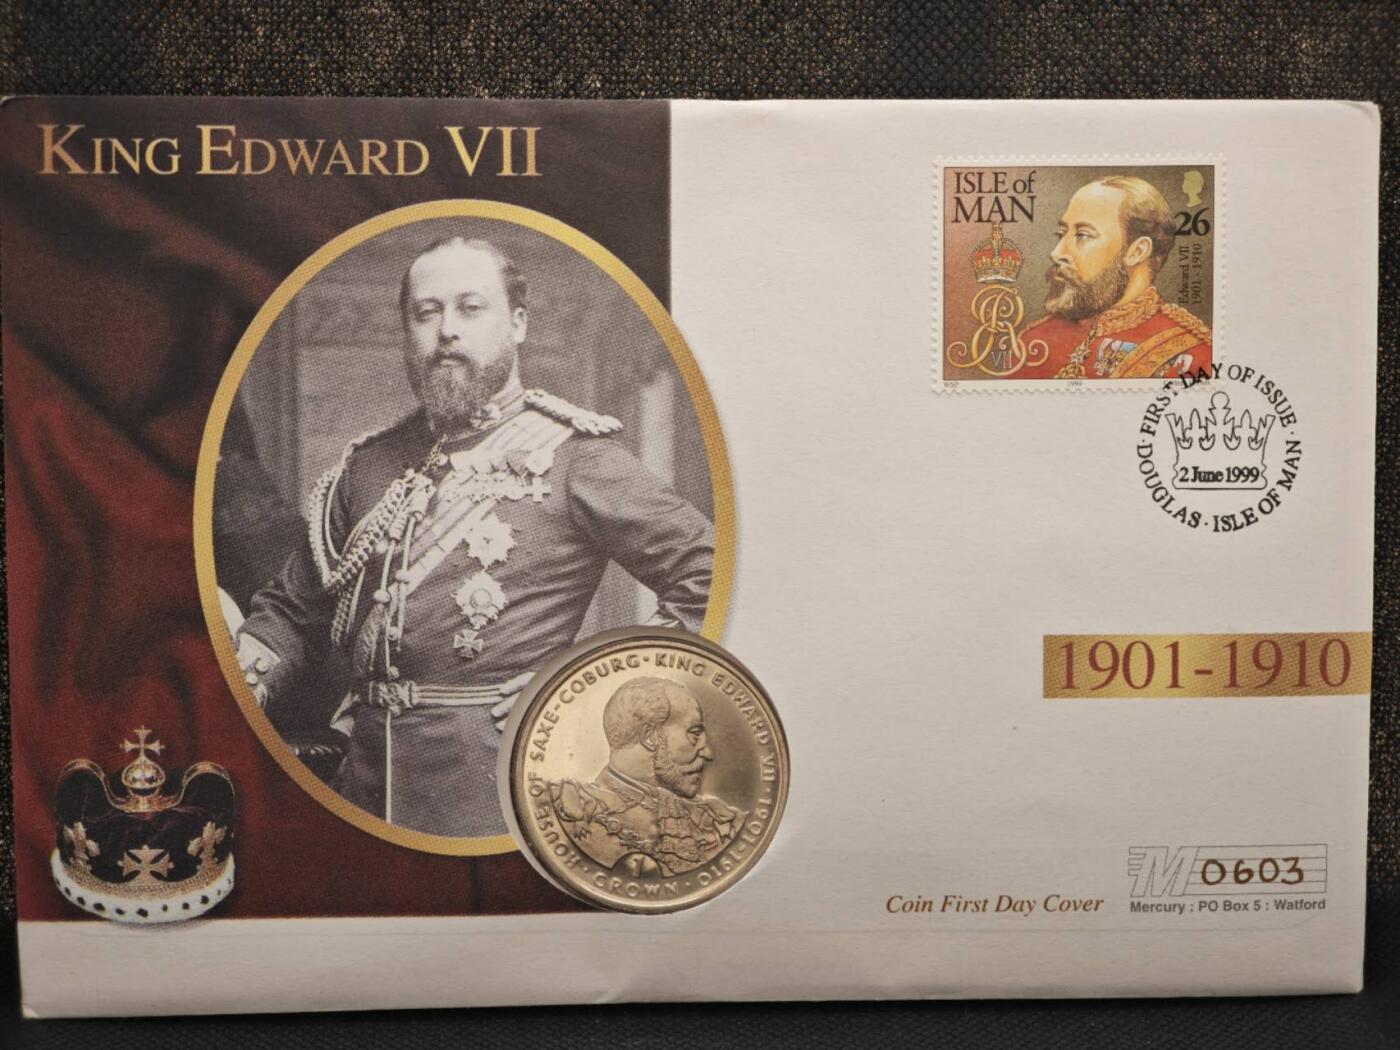 KING EDWARD VII
ISLE of
MAN
26
Edward VII
1901 - 1910
VII
1999
· FIRST DAY OF ISSUE ·
2 June 1999
DOUGLAS · ISLE OF MAN
1901-1910
HOUSE OF SAXE-COBURG · KING EDWARD VII · 1901-1910
· CROWN ·
1
M 0603
Coin First Day Cover
Mercury : PO Box 5 : Watford